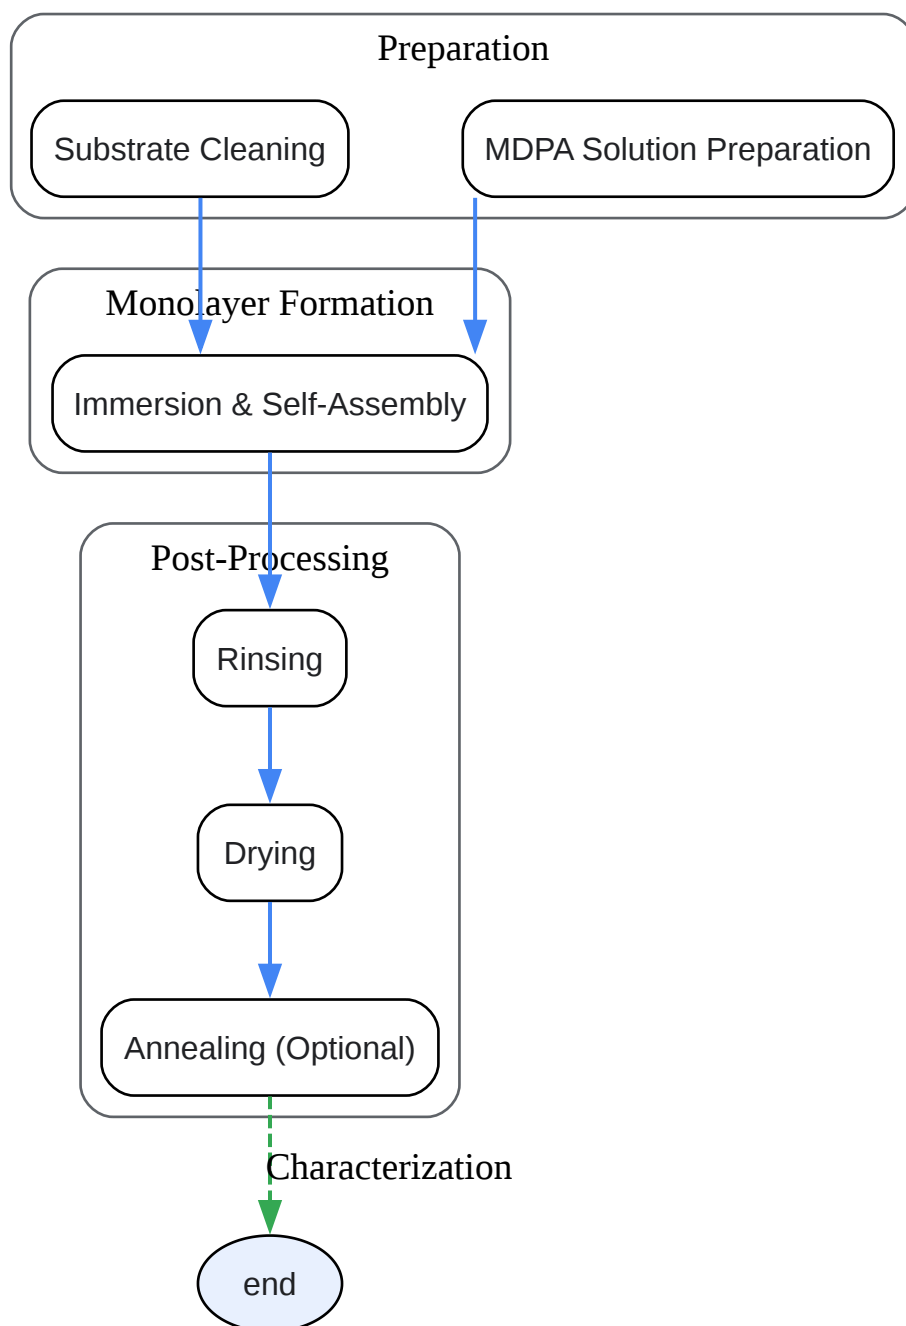 Preparation
Substrate Cleaning
MDPA Solution Preparation
Monolayer Formation
Immersion & Self-Assembly
Post-Processing
Rinsing
Drying
Annealing (Optional)
Characterization
end